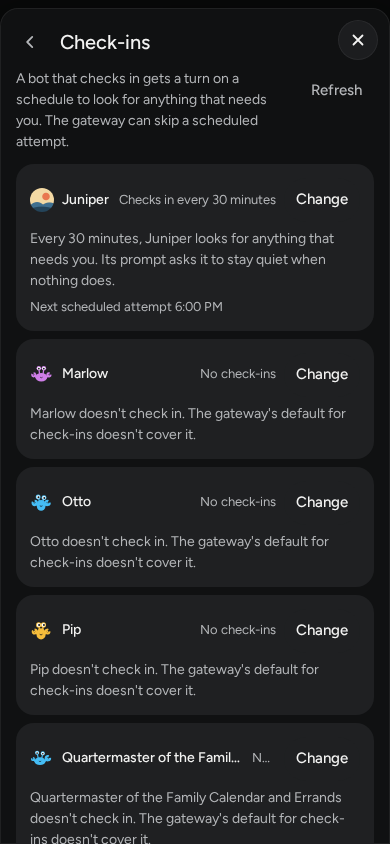 Check-ins
A bot that checks in gets a turn on a
schedule to look for anything that needs
you. The gateway can skip a scheduled
attempt.
Refresh
Juniper Checks in every 30 minutes Change
Every 30 minutes, Juniper looks for anything that
needs you. Its prompt asks it to stay quiet when
nothing does.
Next scheduled attempt 6:00 PM
Marlow No check-ins Change
Marlow doesn't check in. The gateway's default for
check-ins doesn't cover it.
Otto No check-ins Change
Otto doesn't check in. The gateway's default for
check-ins doesn't cover it.
Pip No check-ins Change
Pip doesn't check in. The gateway's default for
check-ins doesn't cover it.
Quartermaster of the Famil... N... Change
Quartermaster of the Family Calendar and Errands
doesn't check in. The gateway's default for check-
ins doesn't cover it.